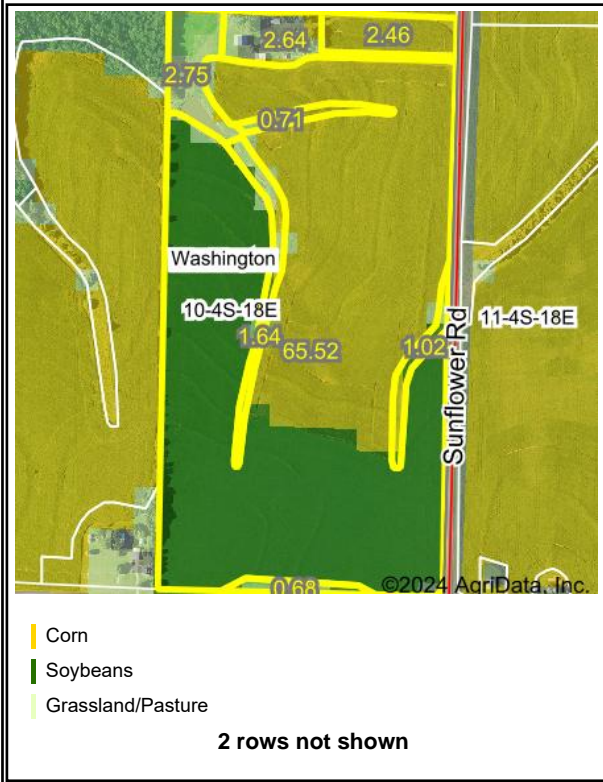 2.64
2.46
2.75
0.71
Washington
10-4S-18E
11-4S-18E
1.64
65.52
1.02
Sunflower Rd
0.68
©2024 AgriData, Inc.
Corn
Soybeans
Grassland/Pasture
2 rows not shown